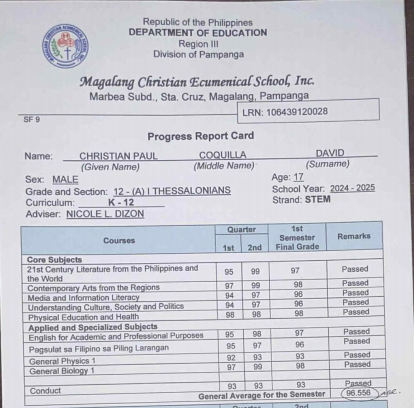 Republic of the Philippines
DEPARTMENT OF EDUCATION
Region III
Division of Pampanga
Magalang Christian Ecumenical School, Inc.
Marbea Subd., Sta. Cruz, Magalang, Pampanga
SF 9
LRN: 106439120028
Progress Report Card
Name: CHRISTIAN PAUL COQUILLA DAVID
(Given Name) (Middle Name) (Surname)
Sex: MALE Age: 17
Grade and Section: 12 - (A) I THESSALONIANS School Year: 2024 - 2025
Curriculum: K - 12 Strand: STEM
Adviser: NICOLE L. DIZON
Courses Quarter 1st Semester Final Grade Remarks
1st 2nd
Core Subjects
21st Century Literature from the Philippines and the World 95 99 97 Passed
Contemporary Arts from the Regions 97 99 98 Passed
Media and Information Literacy 94 97 96 Passed
Understanding Culture, Society and Politics 94 97 96 Passed
Physical Education and Health 98 98 98 Passed
Applied and Specialized Subjects
English for Academic and Professional Purposes 95 98 97 Passed
Pagsulat sa Filipino sa Piling Larangan 95 97 96 Passed
General Physics 1 92 93 93 Passed
General Biology 1 97 99 98 Passed
Conduct 93 93 93 Passed
General Average for the Semester 96.556
Quarter 2nd